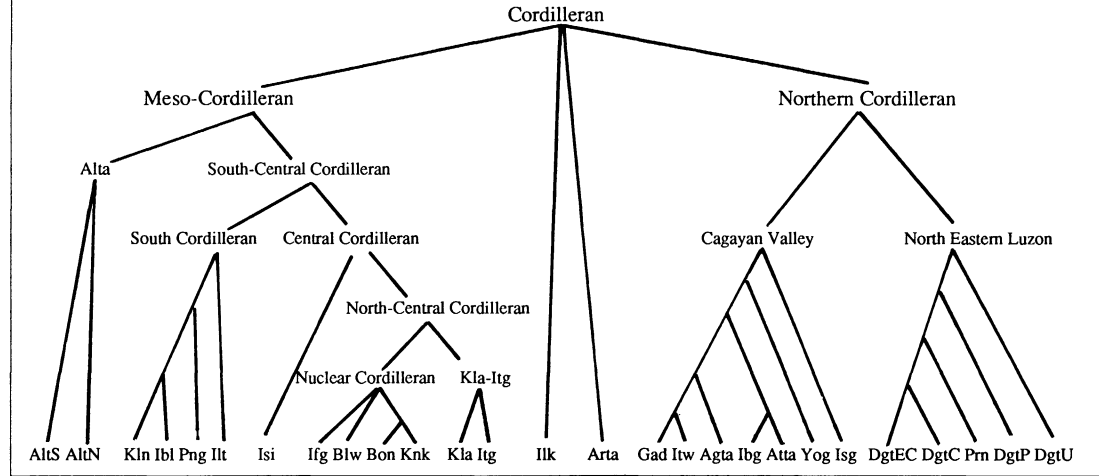 Cordilleran
Meso-Cordilleran Northern Cordilleran
Alta South-Central Cordilleran
South Cordilleran Central Cordilleran Cagayan Valley North Eastern Luzon
North-Central Cordilleran
Nuclear Cordilleran Kla-Itg
AltS AltN Kln Ibl Png Ilt Isi Ifg Blw Bon Knk Kla Itg Ilk Arta Gad Itw Agta Ibg Atta Yog Isg DgtEC DgtC Prn DgtP DgtU